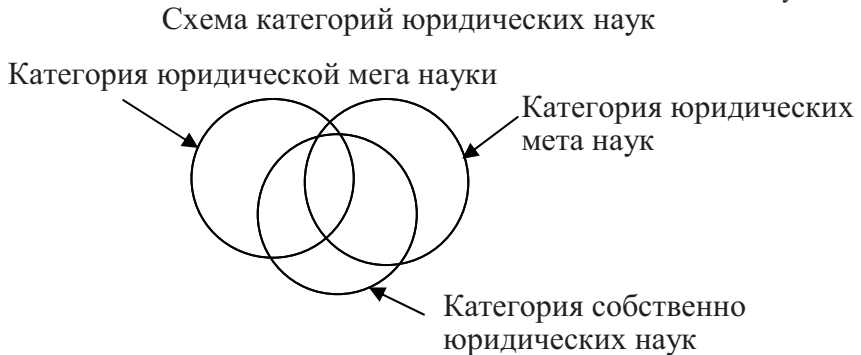 Схема категорий юридических наук
Категория юридической мега науки
Категория юридических
мета наук
Категория собственно
юридических наук